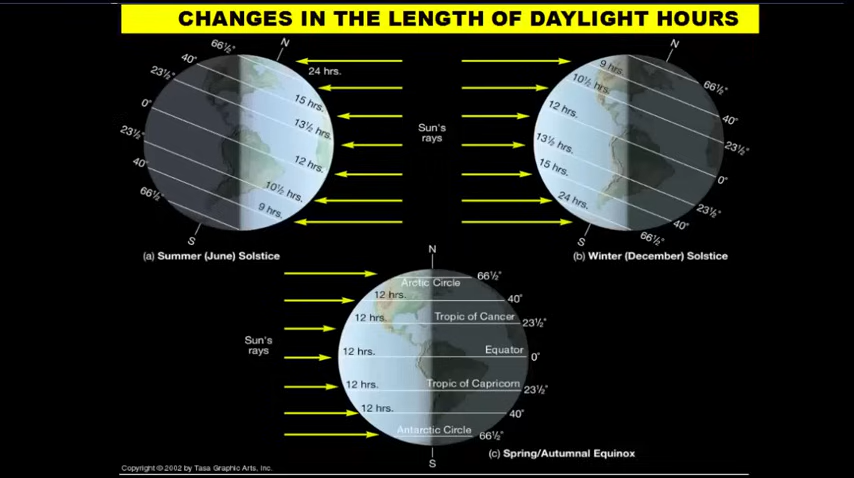 CHANGES IN THE LENGTH OF DAYLIGHT HOURS
N
66½°
40°
23½°
0°
23½°
40°
66½°
S
24 hrs.
15 hrs.
13½ hrs.
12 hrs.
10½ hrs.
9 hrs.
(a) Summer (June) Solstice
Sun's
rays
N
9 hrs.
10½ hrs.
12 hrs.
13½ hrs.
15 hrs.
24 hrs.
66½°
40°
23½°
0°
23½°
40°
66½°
S
(b) Winter (December) Solstice
Sun's
rays
N
Arctic Circle 66½°
12 hrs. 40°
12 hrs. Tropic of Cancer 23½°
12 hrs. Equator 0°
12 hrs. Tropic of Capricorn 23½°
12 hrs. 40°
Antarctic Circle 66½°
S
(c) Spring/Autumnal Equinox
Copyright © 2002 by Tasa Graphic Arts, Inc.